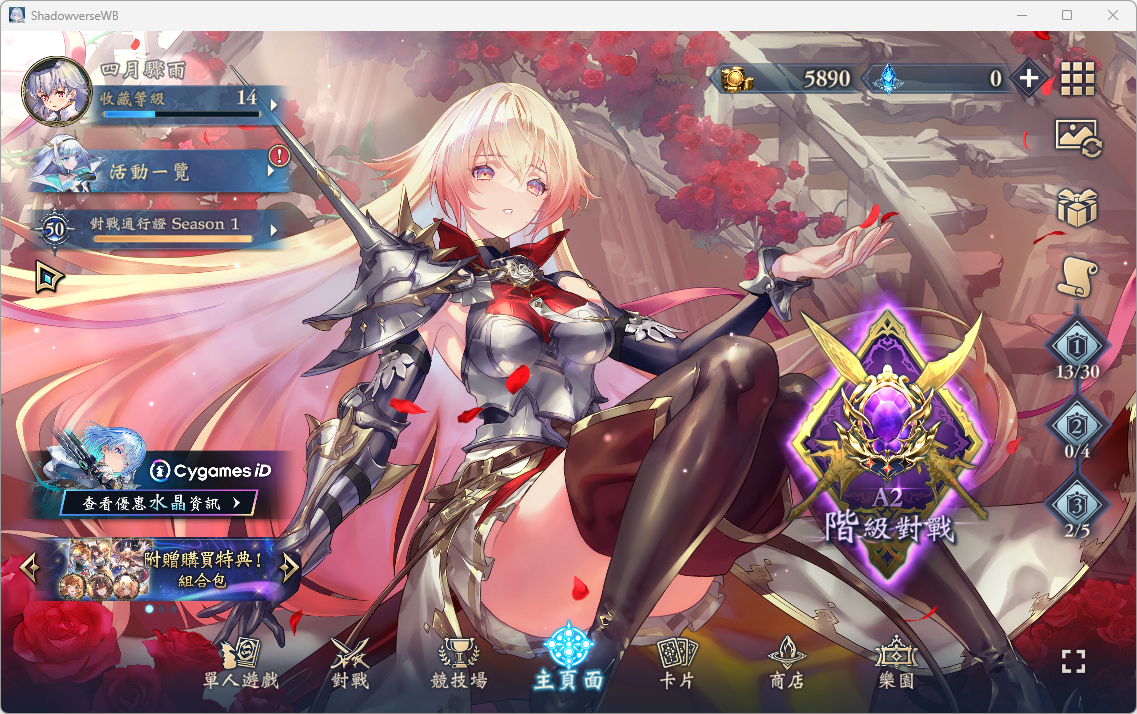 ShadowverseWB
四月驟雨
收藏等級 14
5890
0
活動一覽
50 對戰通行證 Season 1
1
13/30
2
0/4
3
2/5
Cygames iD
查看優惠水晶資訊
附贈購買特典！
組合包
A2
階級對戰
單人遊戲
對戰
競技場
主頁面
卡片
商店
樂園